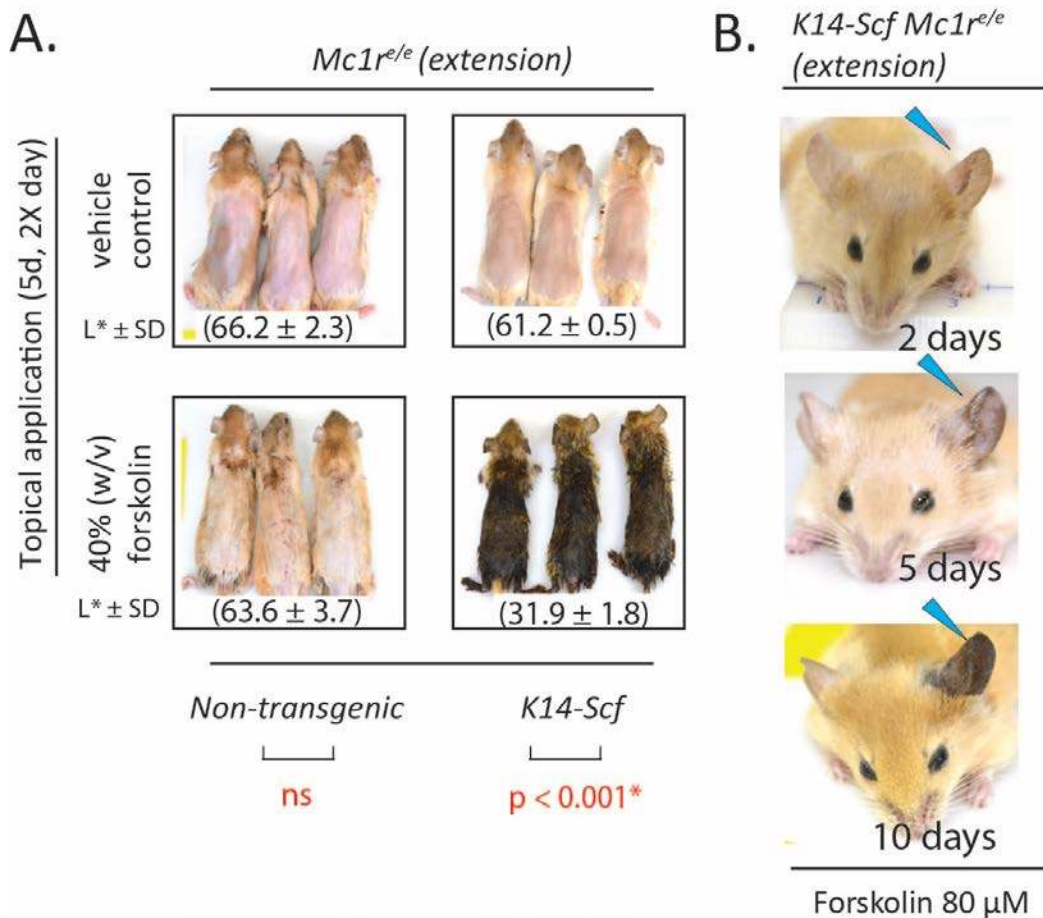 A.
Mc1r^e/e (extension)
Topical application (5d, 2X day)
vehicle
control
L* ± SD
(66.2 ± 2.3)
(61.2 ± 0.5)
40% (w/v)
forskolin
L* ± SD
(63.6 ± 3.7)
(31.9 ± 1.8)
Non-transgenic
K14-Scf
ns
p < 0.001*
B.
K14-Scf Mc1r^e/e
(extension)
2 days
5 days
10 days
Forskolin 80 µM